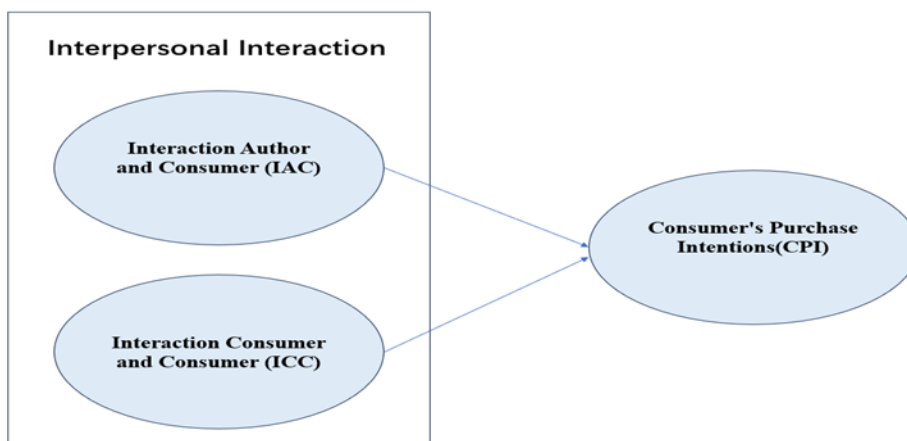 Interpersonal Interaction
Interaction Author
and Consumer (IAC)
Consumer's Purchase
Intentions(CPI)
Interaction Consumer
and Consumer (ICC)